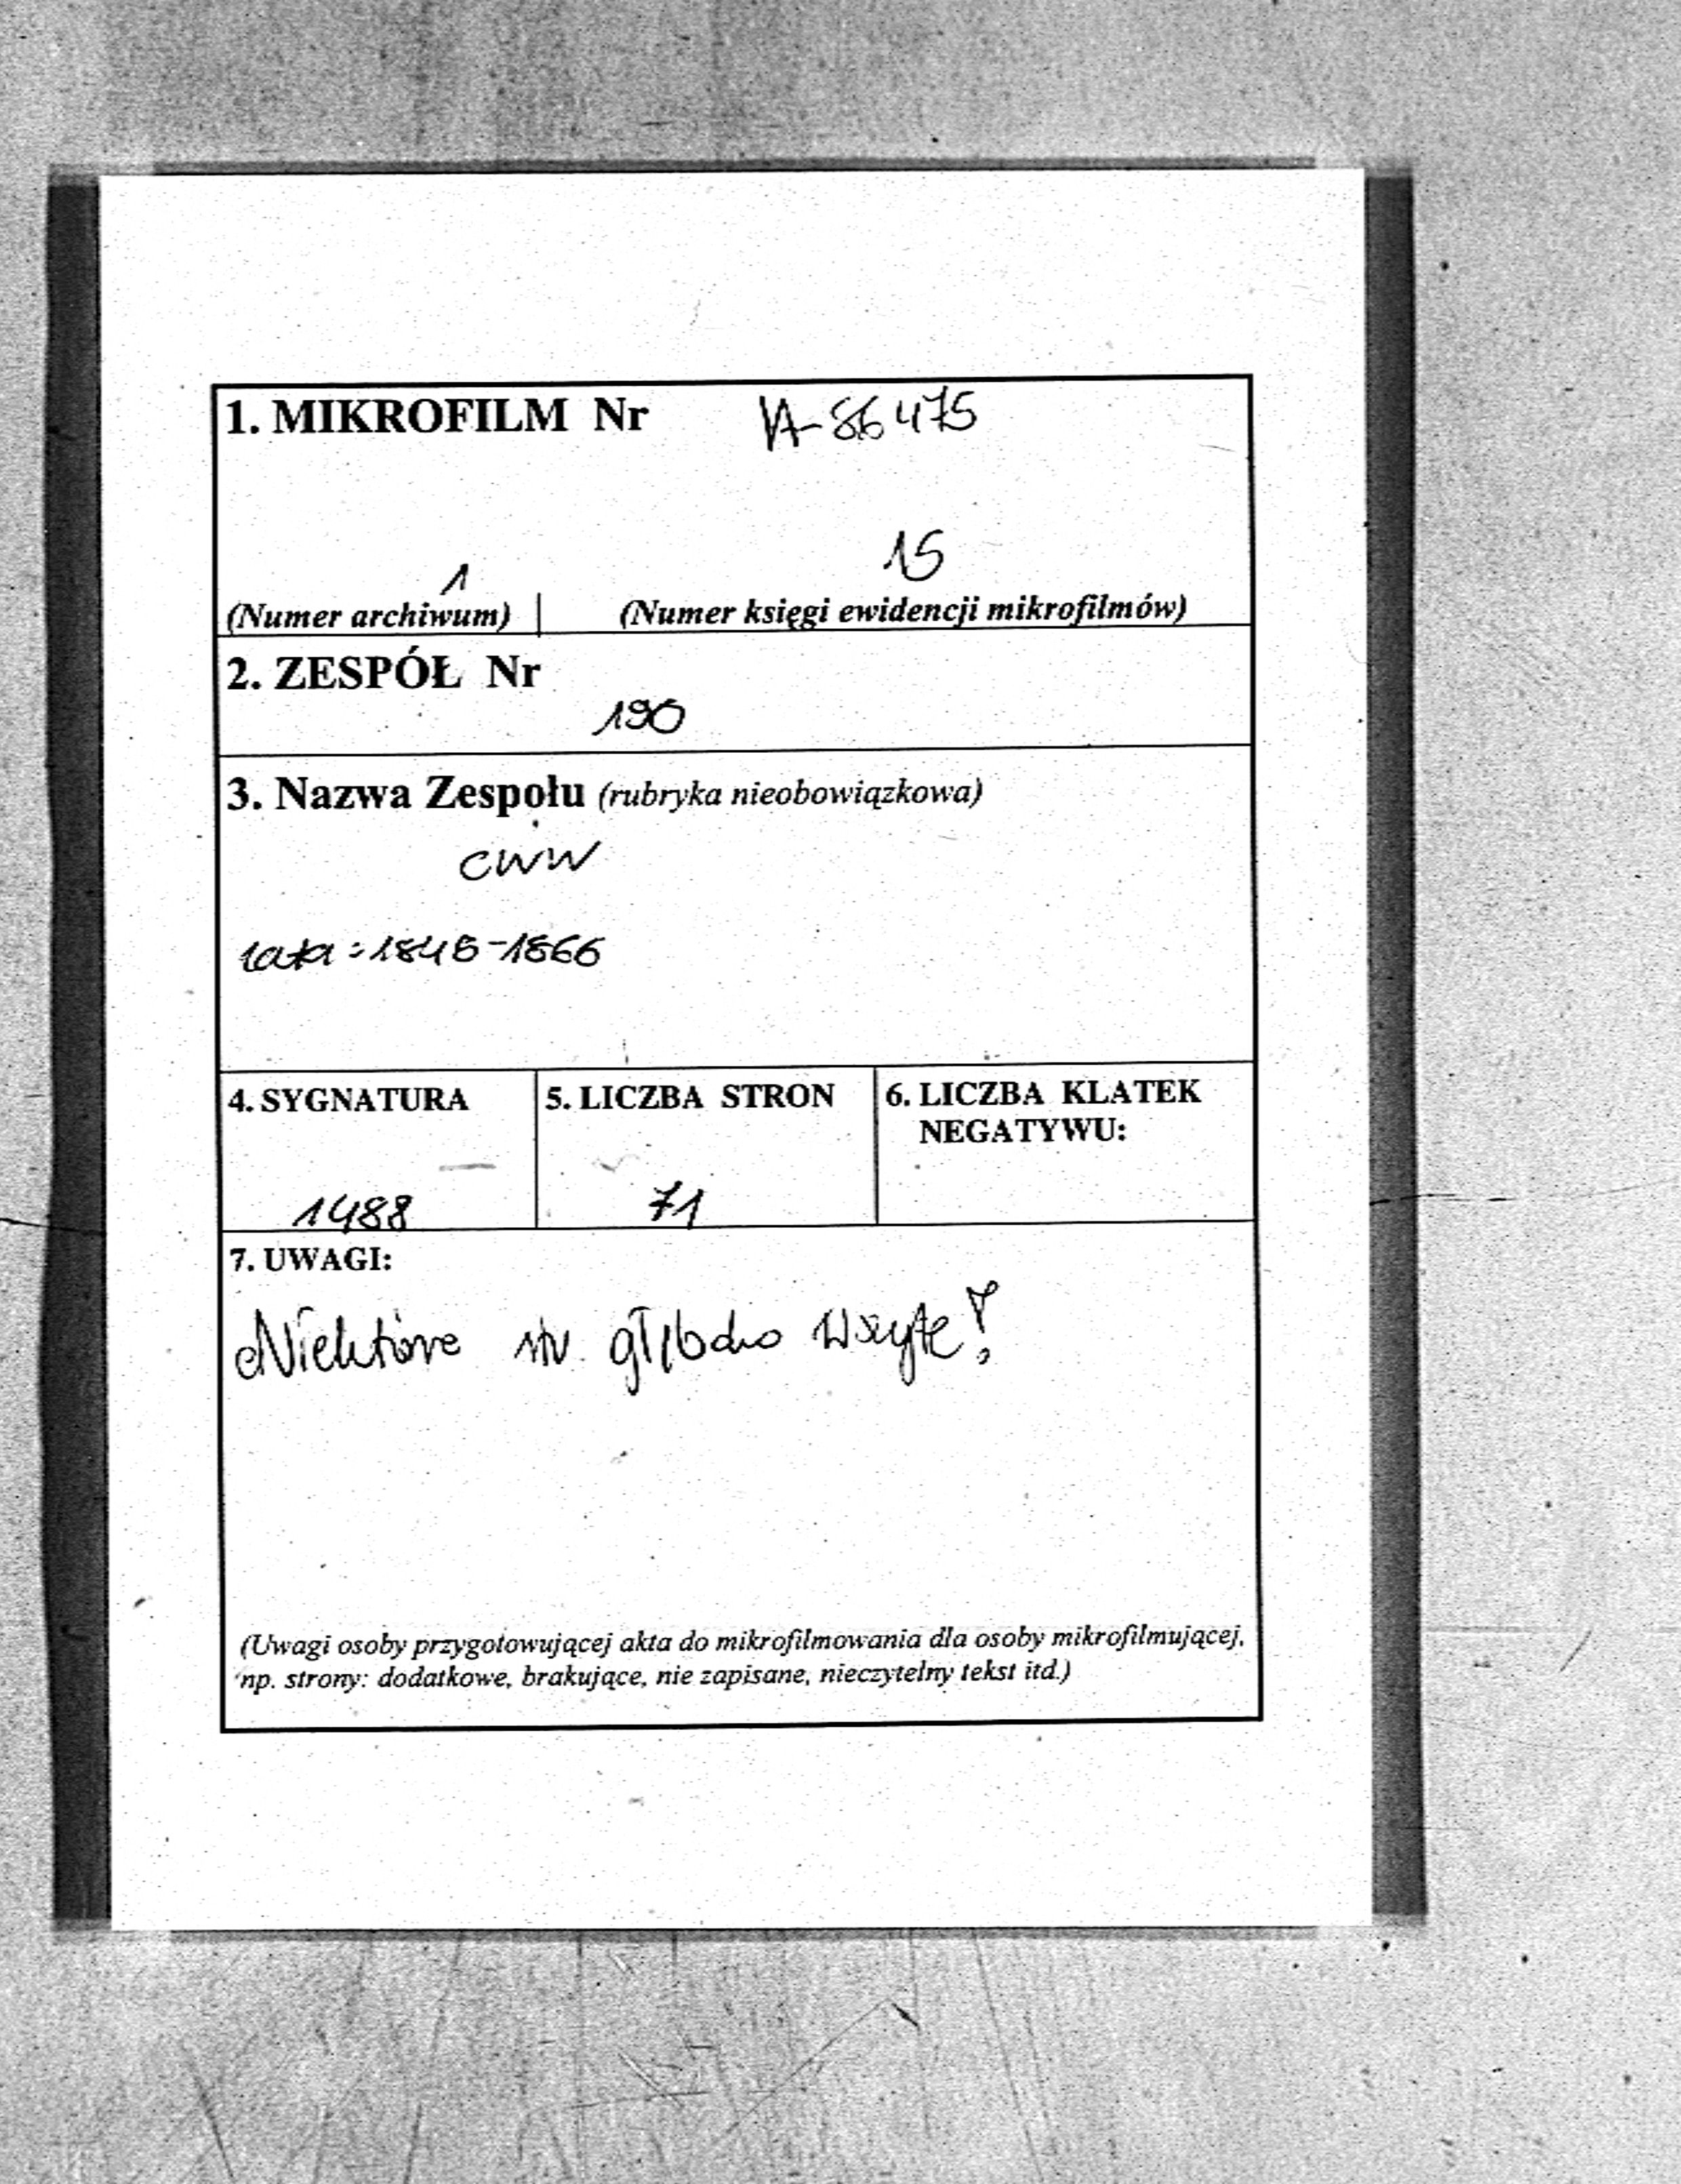 1. MIKROFILM Nr A-86475
1 15
(Numer archiwum) (Numer księgi ewidencji mikrofilmów)
2. ZESPÓŁ Nr
190
3. Nazwa Zespołu (rubryka nieobowiązkowa)
CWW
lata: 1848-1866
4. SYGNATURA 5. LICZBA STRON 6. LICZBA KLATEK
NEGATYWU:
1488 71
7. UWAGI:
Niektóre str. głęboko wszyte!
(Uwagi osoby przygotowującej akta do mikrofilmowania dla osoby mikrofilmującej,
np. strony: dodatkowe, brakujące, nie zapisane, nieczytelny tekst itd.)